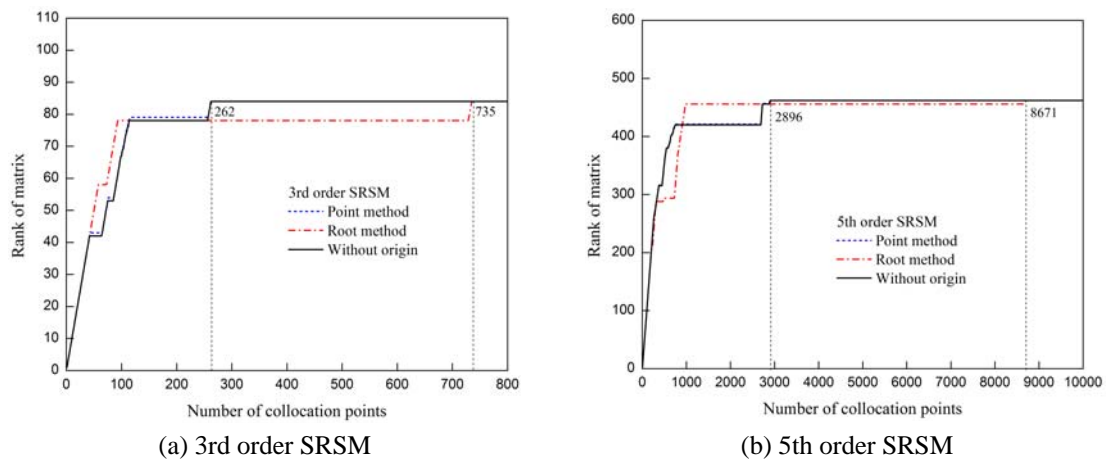 110
100
90
80
70
60
50
40
30
20
10
0
Rank of matrix
262
735
3rd order SRSM
Point method
Root method
Without origin
0 100 200 300 400 500 600 700 800
Number of collocation points
(a) 3rd order SRSM
600
500
400
300
200
100
0
Rank of matrix
2896
8671
5th order SRSM
Point method
Root method
Without origin
0 1000 2000 3000 4000 5000 6000 7000 8000 9000 10000
Number of collocation points
(b) 5th order SRSM